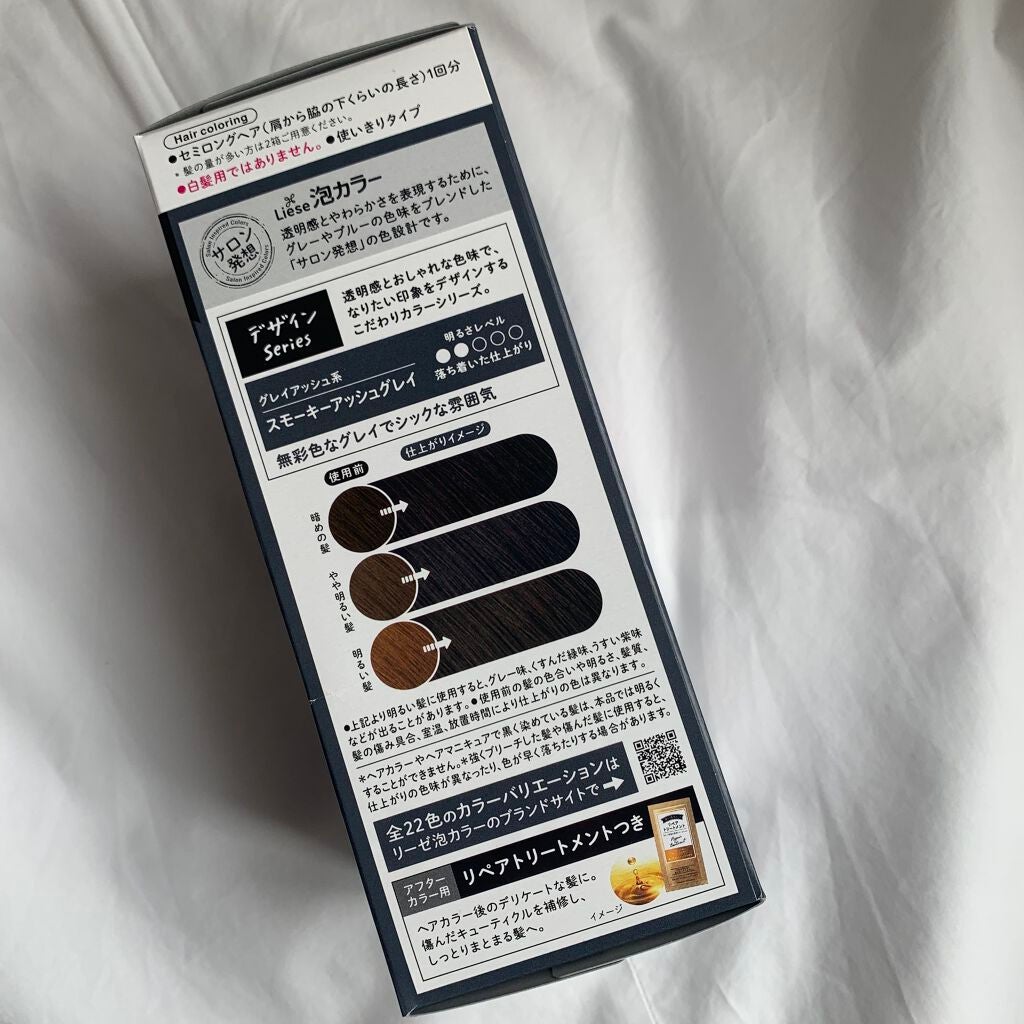 Hair coloring
●セミロングヘア(肩から脇の下くらいの長さ)1回分
* 髪の量が多い方は2箱ご用意ください。
●白髪用ではありません。 ●使いきりタイプ
Liese 泡カラー
Salon Inspired Colors
サロン
発想
Salon Inspired Colors
透明感とやわらかさを表現するために、
グレーやブルーの色味をブレンドした
「サロン発想」の色設計です。
デザイン
Series
透明感とおしゃれな色味で、
なりたい印象をデザインする
こだわりカラーシリーズ。
グレイアッシュ系
スモーキーアッシュグレイ
明るさレベル
●●○○○
落ち着いた仕上がり
無彩色なグレイでシックな雰囲気
使用前
仕上がりイメージ
暗めの髪
やや明るい髪
明るい髪
●上記より明るい髪に使用すると、グレー味、くすんだ緑味、うすい紫味
などが出ることがあります。●使用前の髪の色合いや明るさ、髪質、
髪の傷み具合、室温、放置時間により仕上がりの色は異なります。
*ヘアカラーやヘアマニキュアで黒く染めている髪は、本品では明るく
することができません。*強くブリーチした髪や傷んだ髪に使用すると、
仕上がりの色味が異なったり、色が早く落ちたりする場合があります。
全22色のカラーバリエーションは
リーゼ泡カラーのブランドサイトで
アフター
カラー用
リペアトリートメントつき
ヘアカラー後のデリケートな髪に。
傷んだキューティクルを補修し、
しっとりまとまる髪へ。
イメージ
リペア
トリートメント